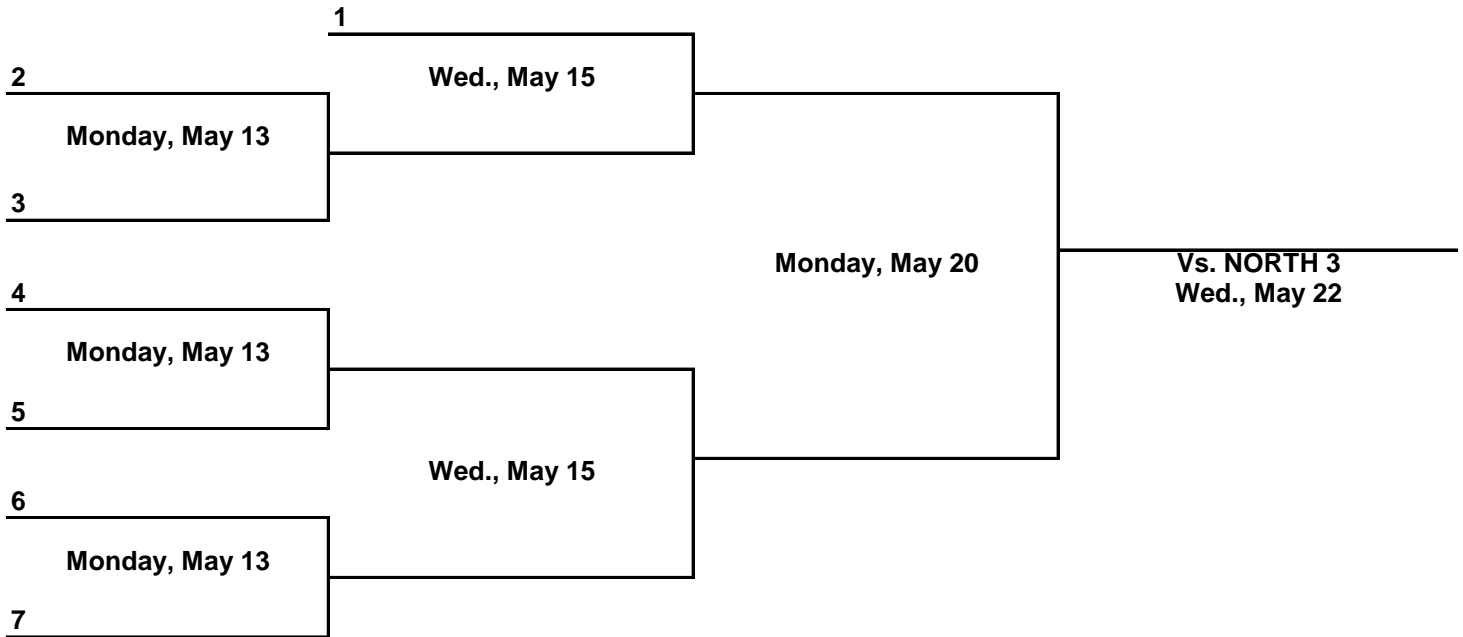 1
2
Wed., May 15
Monday, May 13
3
Monday, May 20
Vs. NORTH 3
Wed., May 22
4
Monday, May 13
5
Wed., May 15
6
Monday, May 13
7